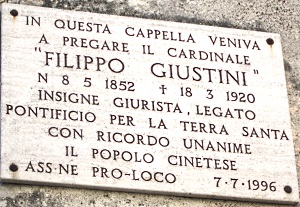 IN QUESTA CAPPELLA VENIVA
A PREGARE IL CARDINALE
"FILIPPO GIUSTINI"
N 8 5 1852 † 18 3 1920
INSIGNE GIURISTA, LEGATO
PONTIFICIO PER LA TERRA SANTA
CON RICORDO UNANIME
IL POPOLO CINETESE
ASS·NE PRO-LOCO 7·7·1996